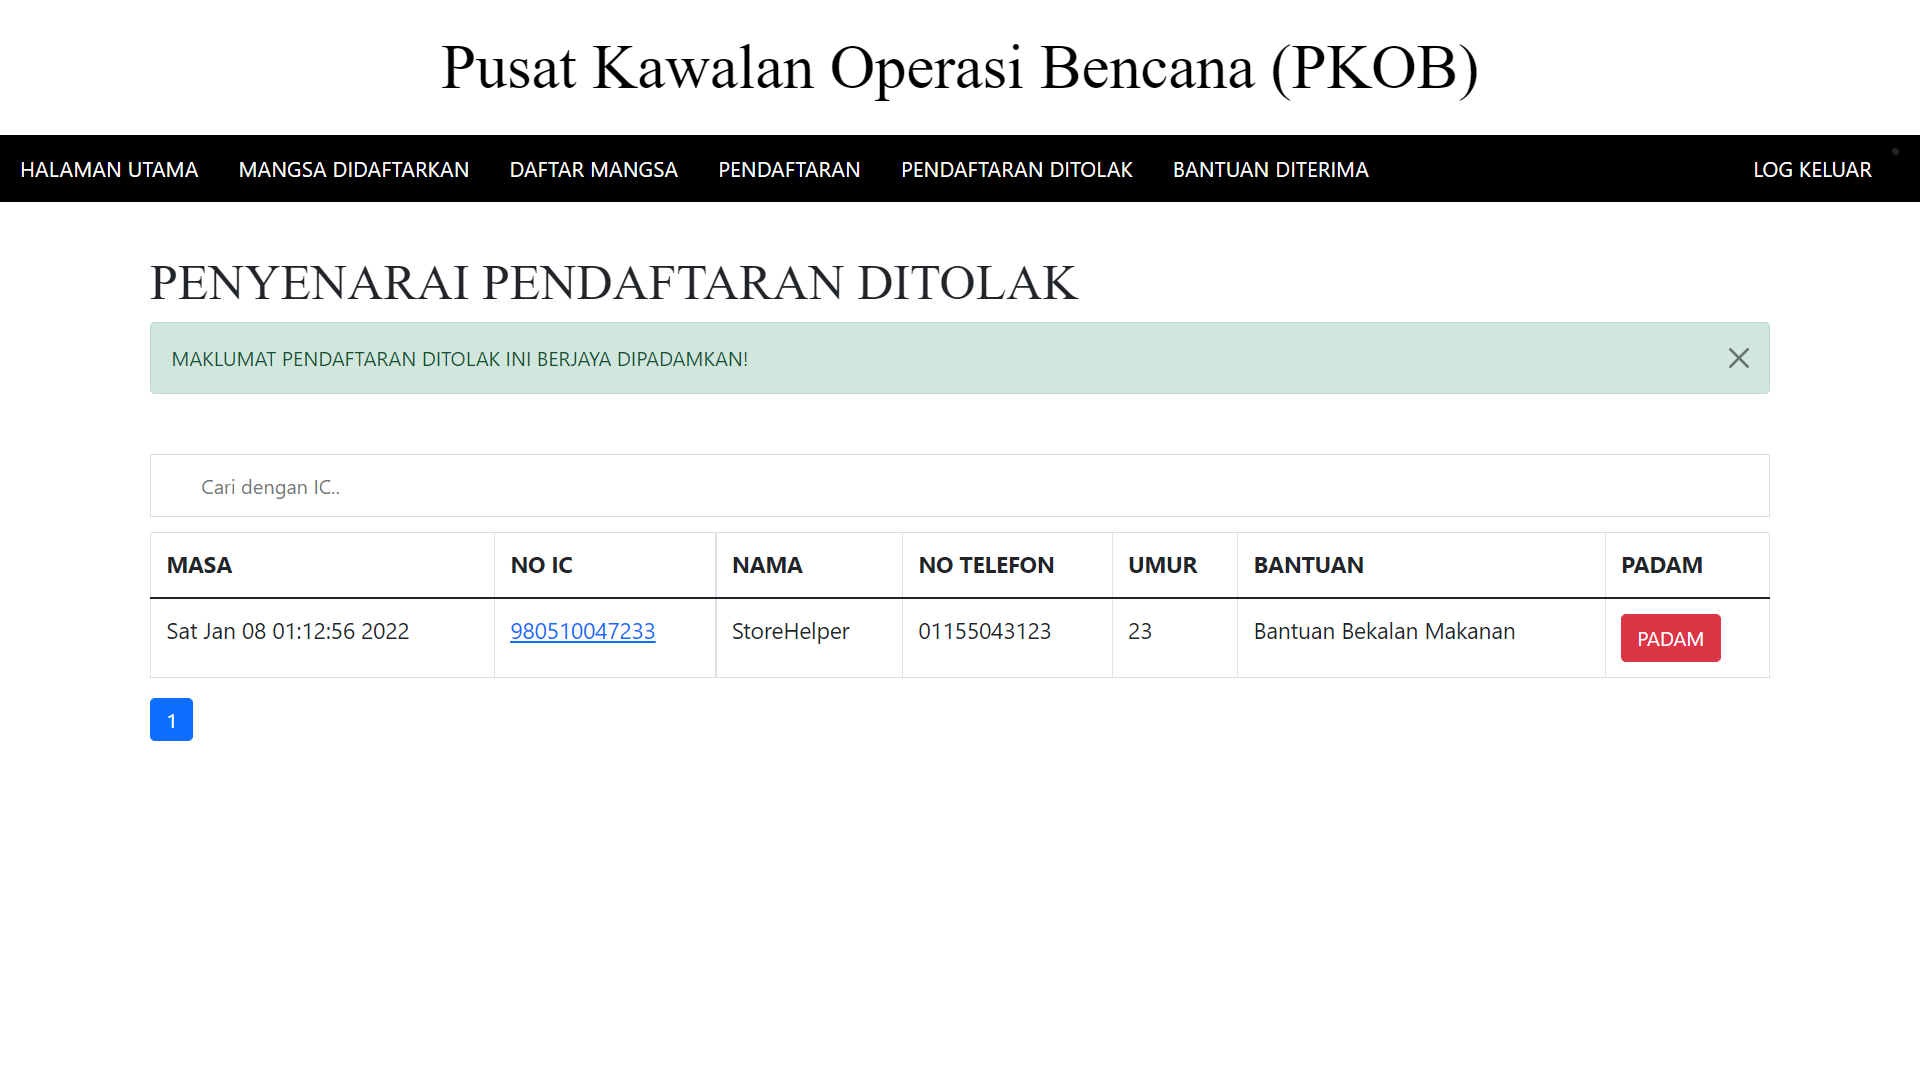 Pusat Kawalan Operasi Bencana (PKOB)
HALAMAN UTAMA MANGSA DIDAFTARKAN DAFTAR MANGSA PENDAFTARAN PENDAFTARAN DITOLAK BANTUAN DITERIMA LOG KELUAR
PENYENARAI PENDAFTARAN DITOLAK
MAKLUMAT PENDAFTARAN DITOLAK INI BERJAYA DIPADAMKAN!
Cari dengan IC..
MASA NO IC NAMA NO TELEFON UMUR BANTUAN PADAM
Sat Jan 08 01:12:56 2022 980510047233 StoreHelper 01155043123 23 Bantuan Bekalan Makanan PADAM
1